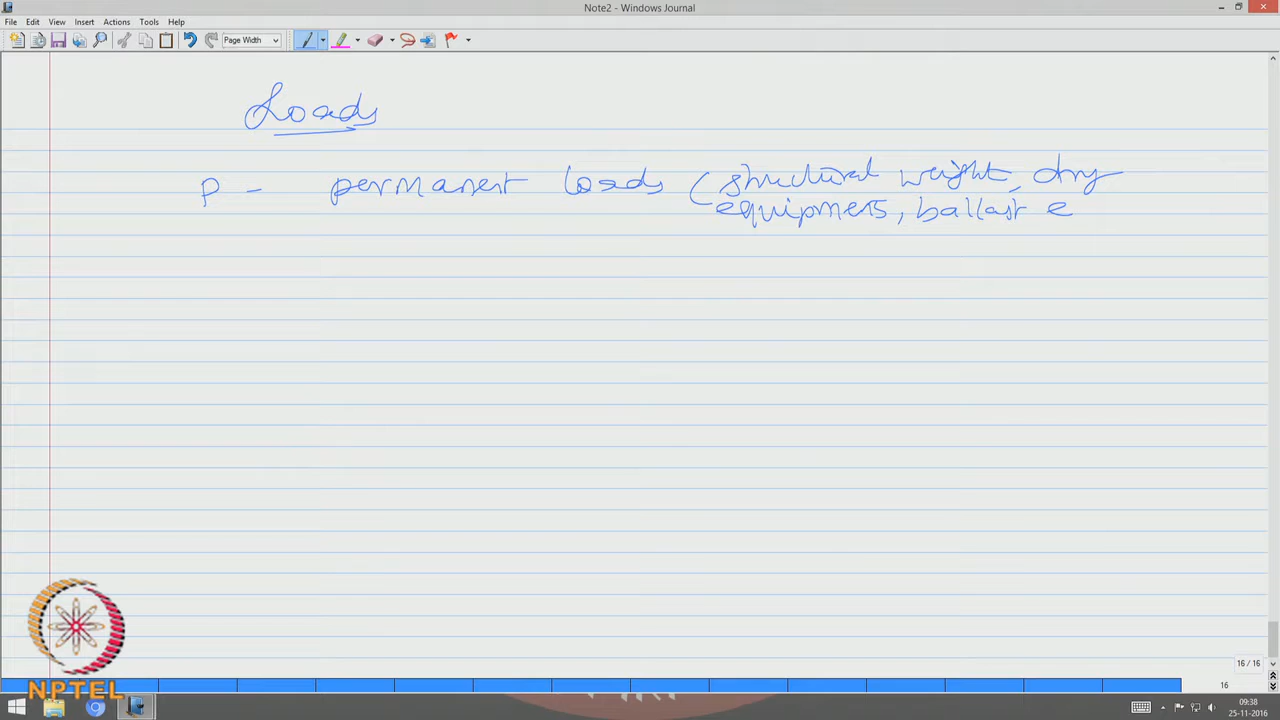 Note2 - Windows Journal
File Edit View Insert Actions Tools Help
Page Width
Loads
P - permanent loads (structural weight, dry
equipments, ballast e
16 / 16
16
NPTEL
09:38
25-11-2016